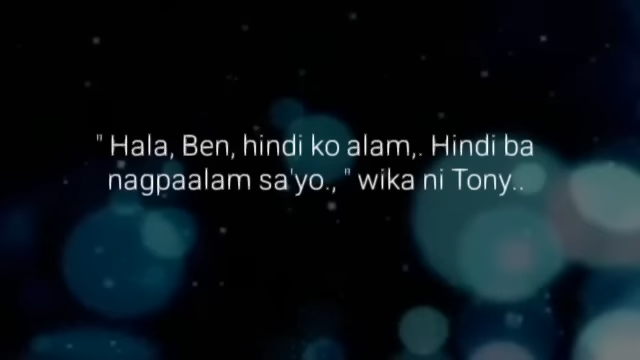 " Hala, Ben, hindi ko alam,. Hindi ba
nagpaalam sa'yo., " wika ni Tony..